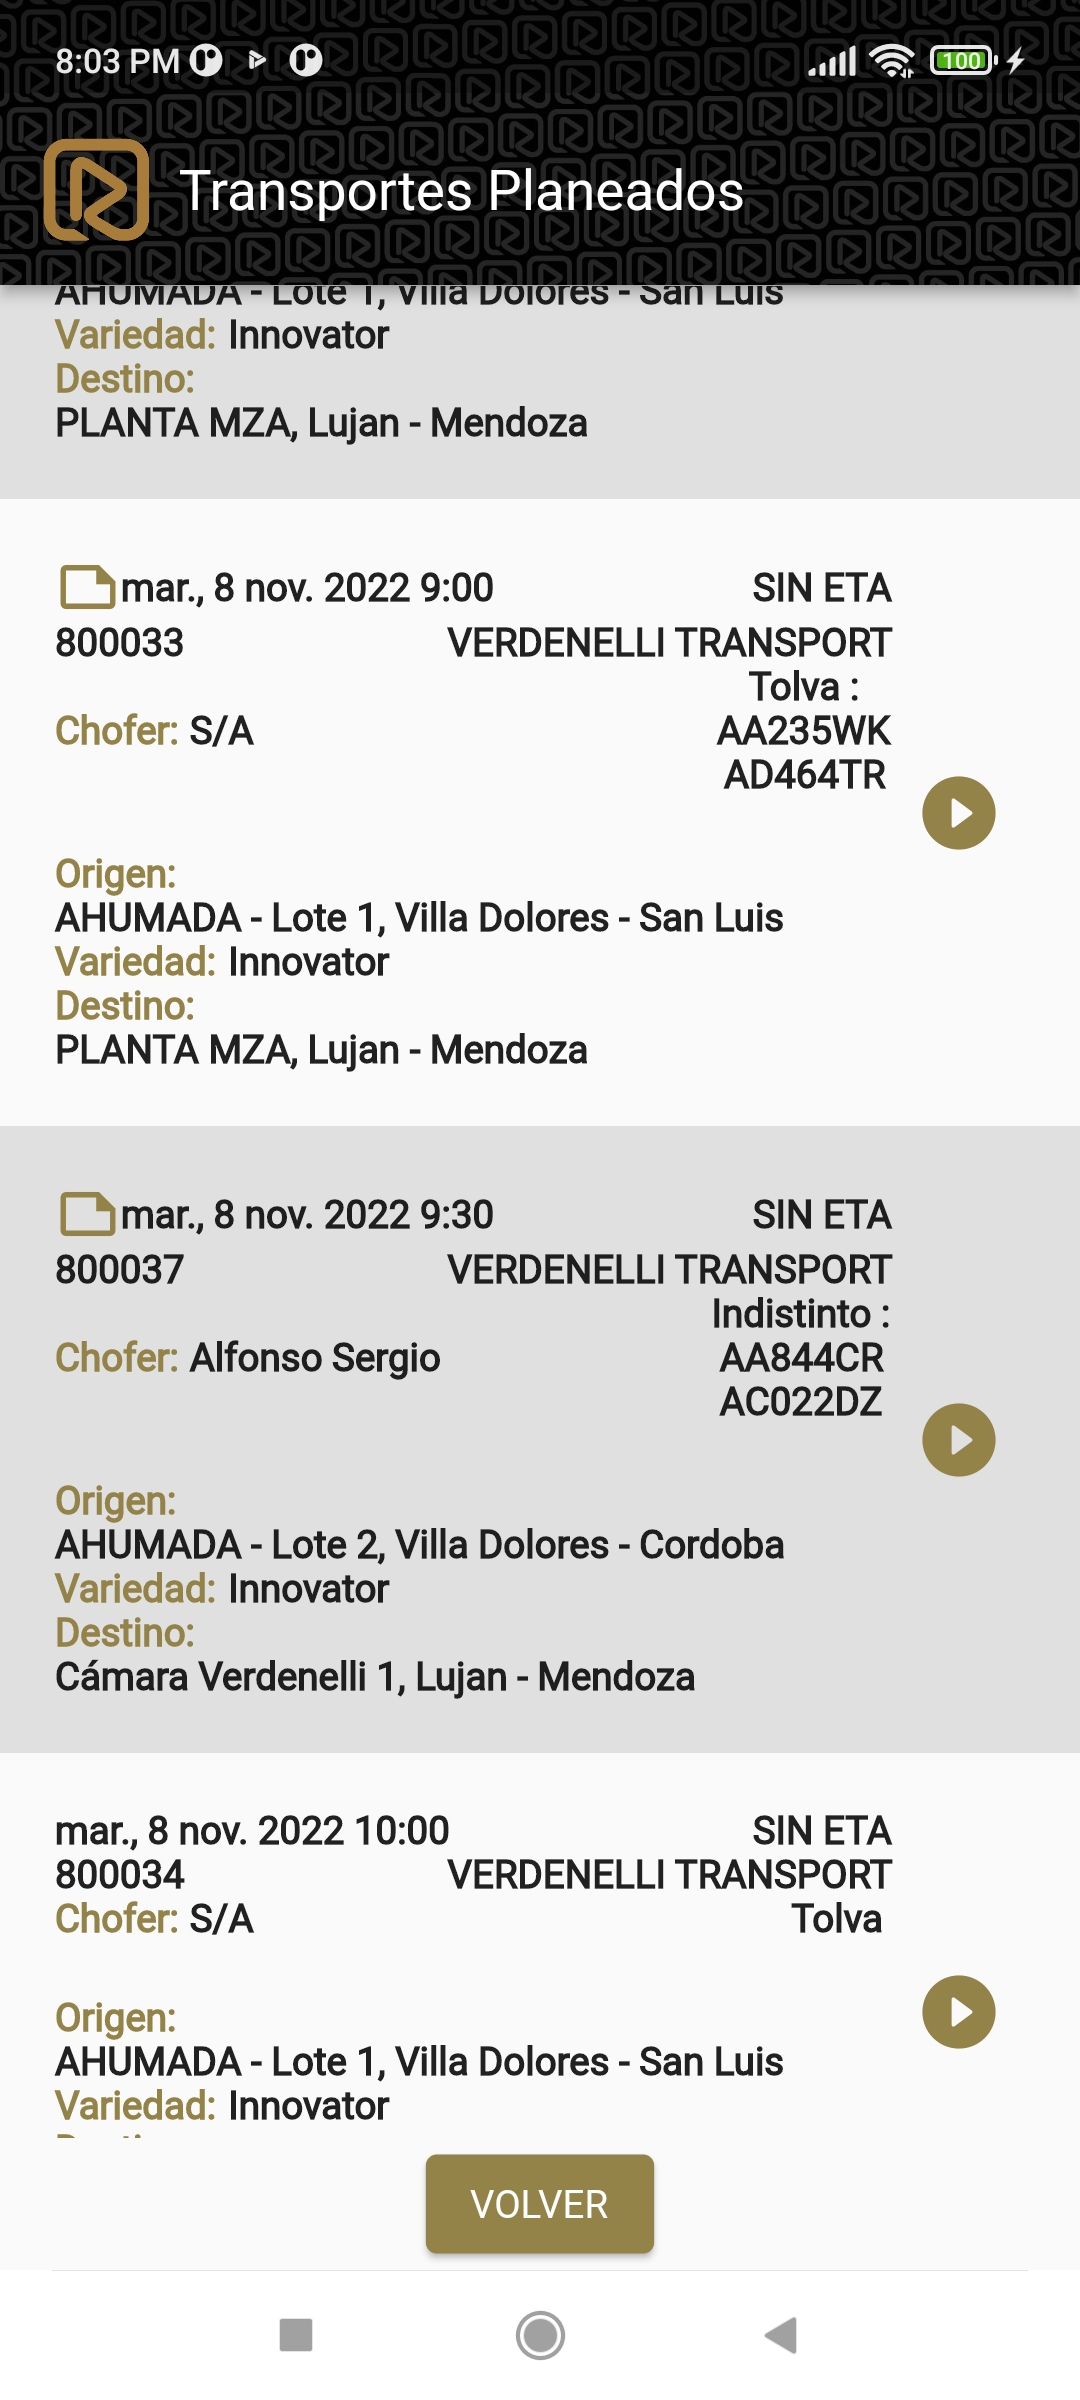 8:03 PM
100
Transportes Planeados
AHUMADA - Lote 1, Villa Dolores - San Luis
Variedad: Innovator
Destino:
PLANTA MZA, Lujan - Mendoza
mar., 8 nov. 2022 9:00 SIN ETA
800033 VERDENELLI TRANSPORT
Tolva :
Chofer: S/A AA235WK
AD464TR
Origen:
AHUMADA - Lote 1, Villa Dolores - San Luis
Variedad: Innovator
Destino:
PLANTA MZA, Lujan - Mendoza
mar., 8 nov. 2022 9:30 SIN ETA
800037 VERDENELLI TRANSPORT
Indistinto :
Chofer: Alfonso Sergio AA844CR
AC022DZ
Origen:
AHUMADA - Lote 2, Villa Dolores - Cordoba
Variedad: Innovator
Destino:
Cámara Verdenelli 1, Lujan - Mendoza
mar., 8 nov. 2022 10:00 SIN ETA
800034 VERDENELLI TRANSPORT
Chofer: S/A Tolva
Origen:
AHUMADA - Lote 1, Villa Dolores - San Luis
Variedad: Innovator
VOLVER